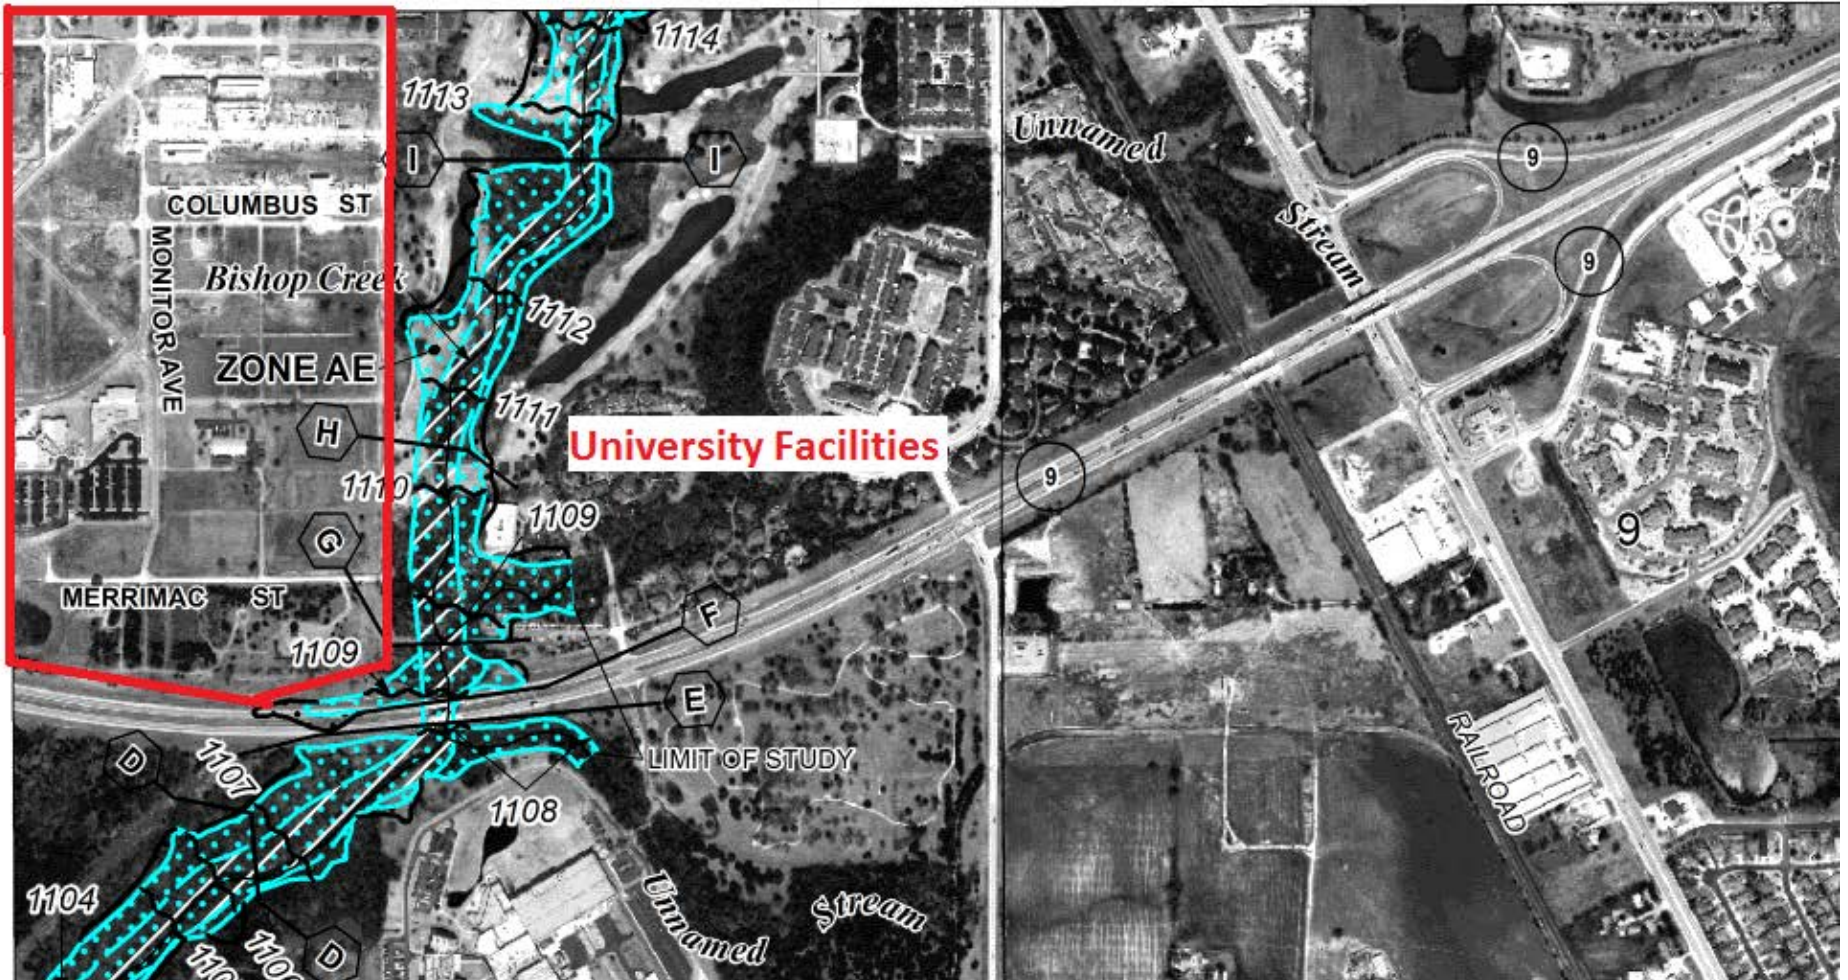 1114
1113
Unnamed
9
I
I
COLUMBUS ST
Stream
9
MONITOR AVE
Bishop Creek
1112
ZONE AE
1111
H
University Facilities
9
1110
1109
9
G
MERRIMAC ST
F
1109
E
LIMIT OF STUDY
D
1107
RAILROAD
1108
1104
Unnamed
Stream
D